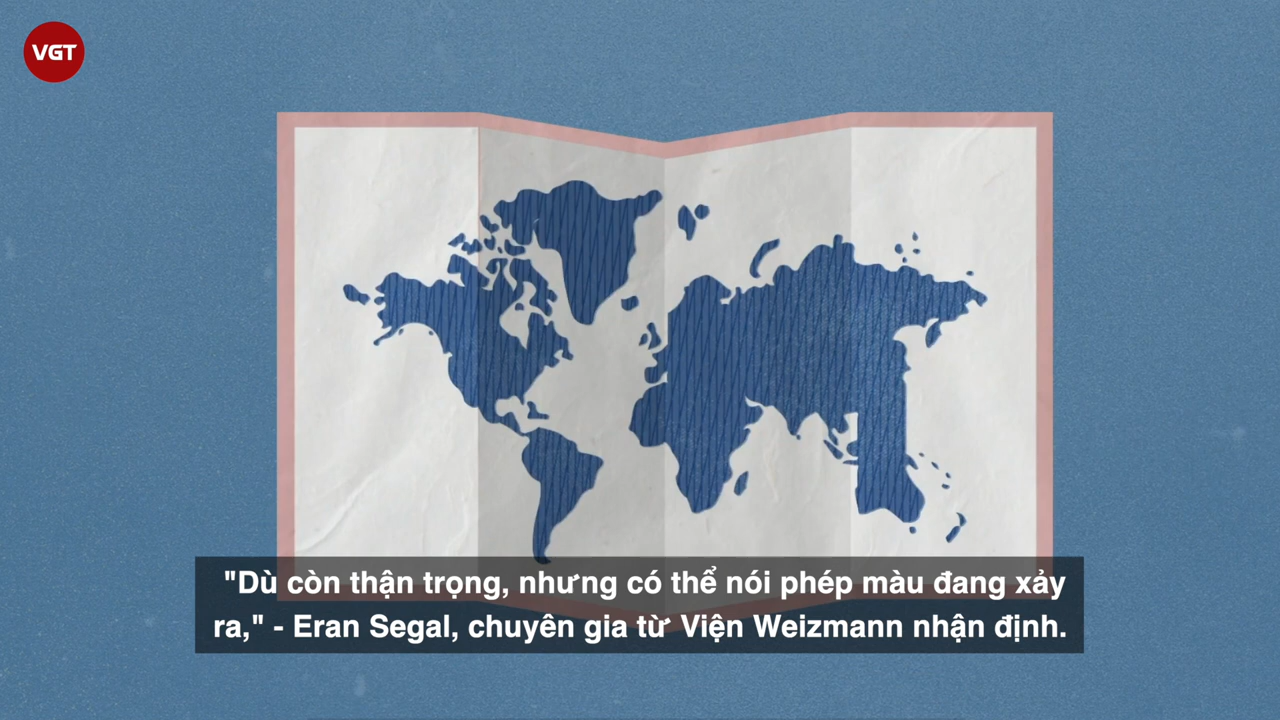 VGT
"Dù còn thận trọng, nhưng có thể nói phép màu đang xảy
ra," - Eran Segal, chuyên gia từ Viện Weizmann nhận định.